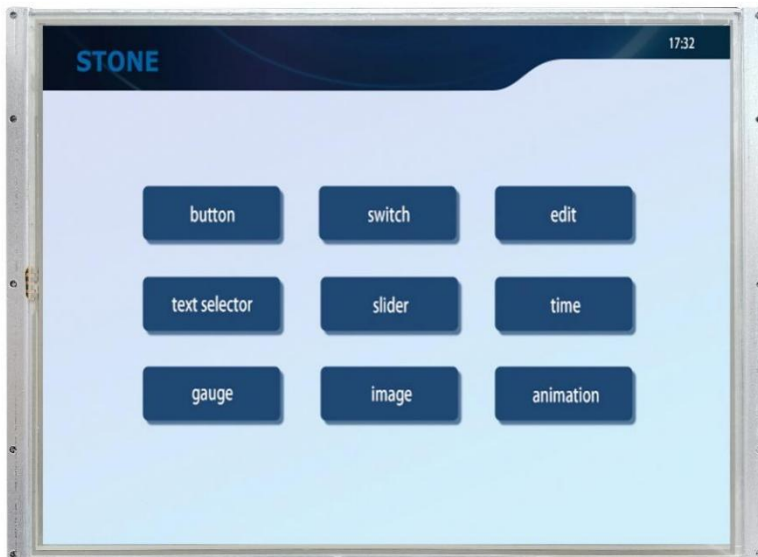 STONE
17:32
button
switch
edit
text selector
slider
time
gauge
image
animation